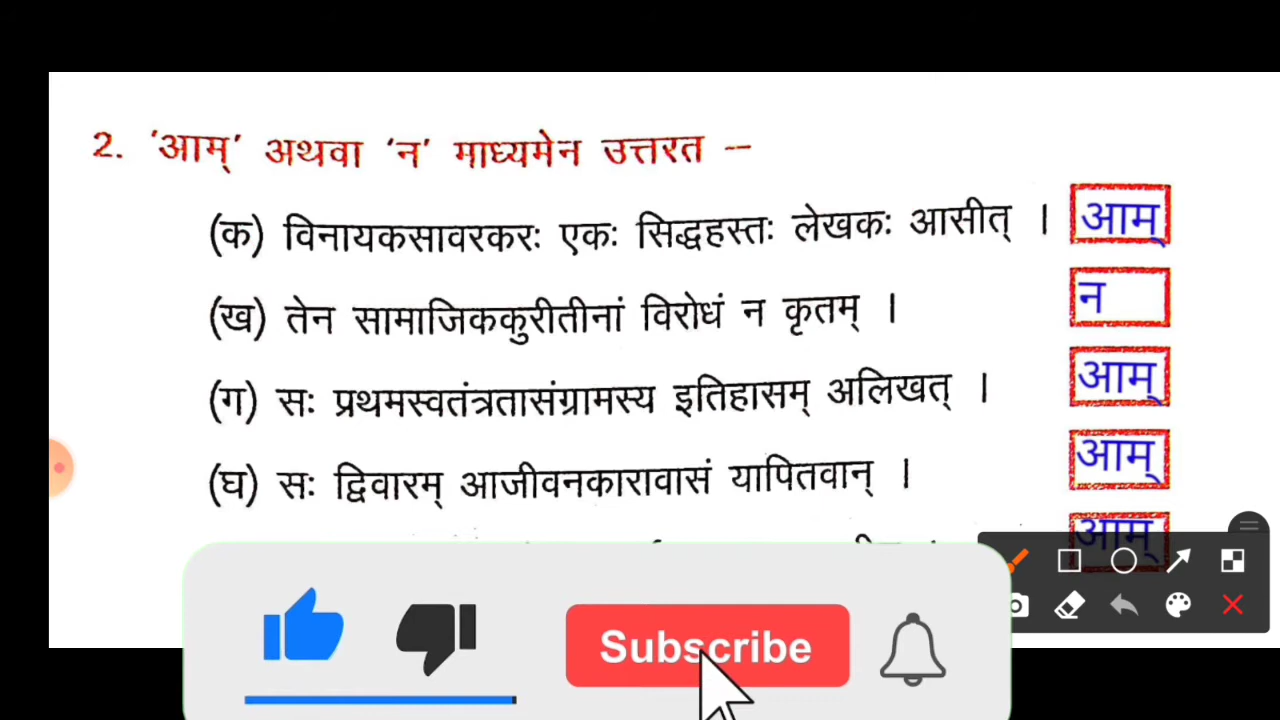 2. 'आम्' अथवा 'न' माध्यमेन उत्तरत –
(क) विनायकसावरकरः एकः सिद्धहस्तः लेखकः आसीत् । आम्
(ख) तेन सामाजिककुरीतीनां विरोधं न कृतम् । न
(ग) सः प्रथमस्वतंत्रतासंग्रामस्य इतिहासम् अलिखत् । आम्
(घ) सः द्विवारम् आजीवनकारावासं यापितवान् । आम्
आम्
Subscribe